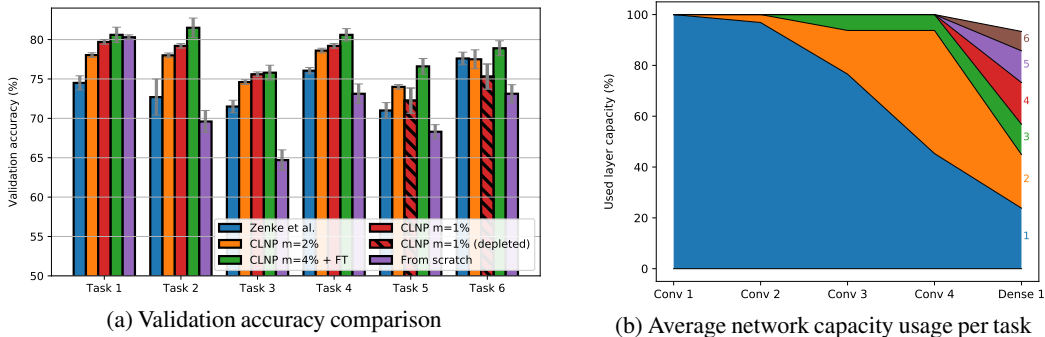 Validation accuracy (%)
80
75
70
65
60
55
50
Zenke et al.
CLNP m=2%
CLNP m=4% + FT
CLNP m=1%
CLNP m=1% (depleted)
From scratch
Task 1 Task 2 Task 3 Task 4 Task 5 Task 6
(a) Validation accuracy comparison
Used layer capacity (%)
100
80
60
40
20
0
6
5
4
3
2
1
Conv 1 Conv 2 Conv 3 Conv 4 Dense 1
(b) Average network capacity usage per task